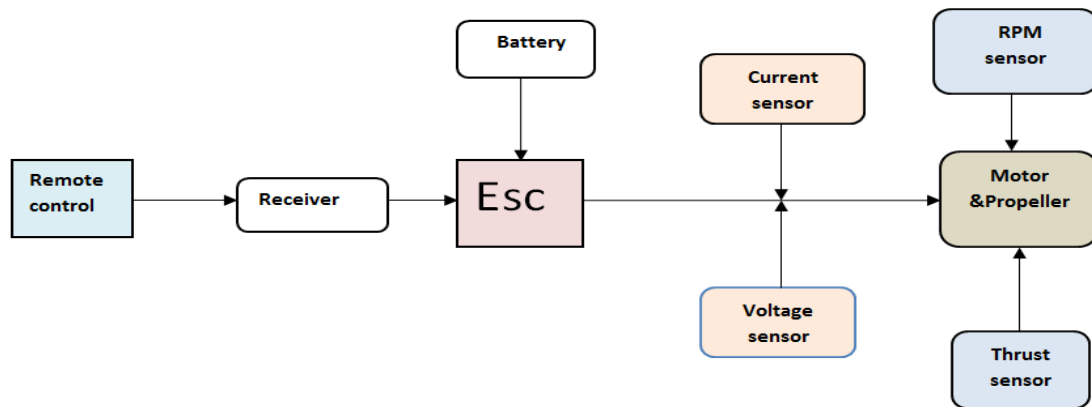 Battery
RPM
sensor
Current
sensor
Remote
control
Receiver
Esc
Motor
&Propeller
Voltage
sensor
Thrust
sensor